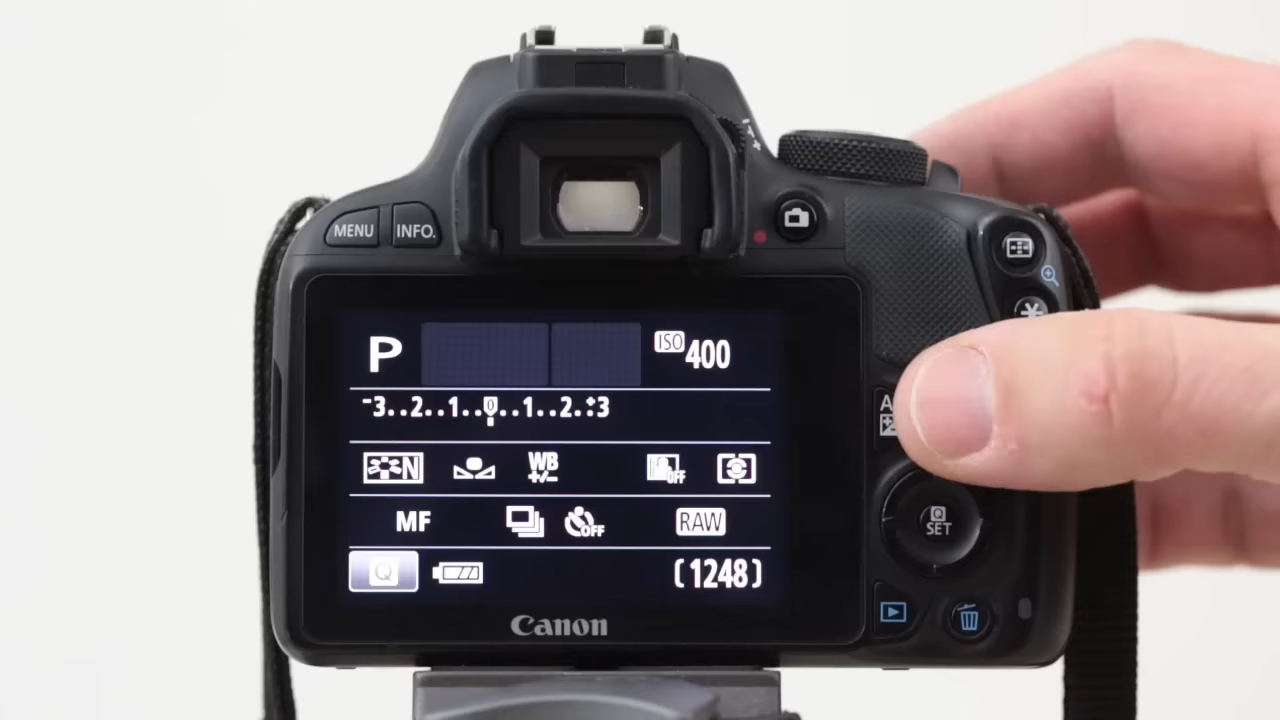 MENU INFO.
P ISO 400
-3..2..1..0..1..2.:+3
N WB +/- OFF
MF OFF RAW
Q (1248)
A
Q
SET
Canon